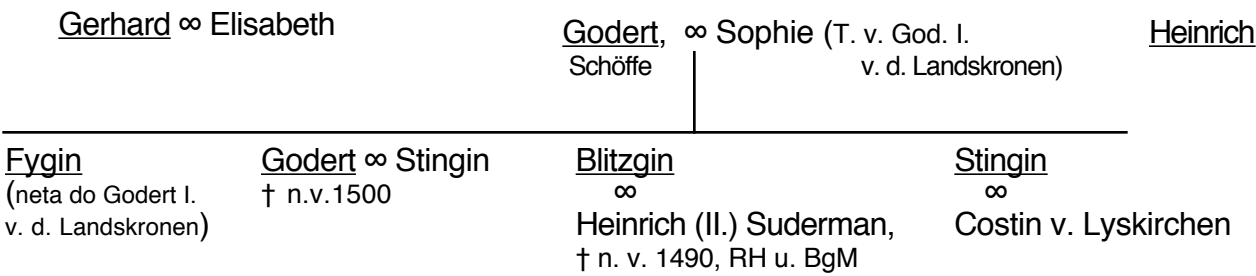 Gerhard ∞ Elisabeth
Godert, ∞ Sophie (T. v. God. I.
Schöffe v. d. Landskronen)
Heinrich
Fygin
(neta do Godert I.
v. d. Landskronen)
Godert ∞ Stingin
† n.v.1500
Blitzgin
∞
Heinrich (II.) Suderman,
† n. v. 1490, RH u. BgM
Stingin
∞
Costin v. Lyskirchen